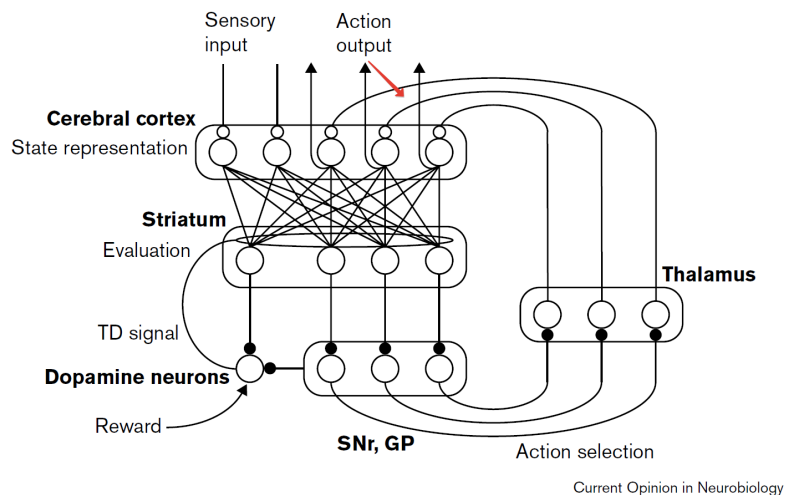 Sensory
input
Action
output
Cerebral cortex
State representation
Striatum
Evaluation
Thalamus
TD signal
Dopamine neurons
Reward
SNr, GP
Action selection
Current Opinion in Neurobiology